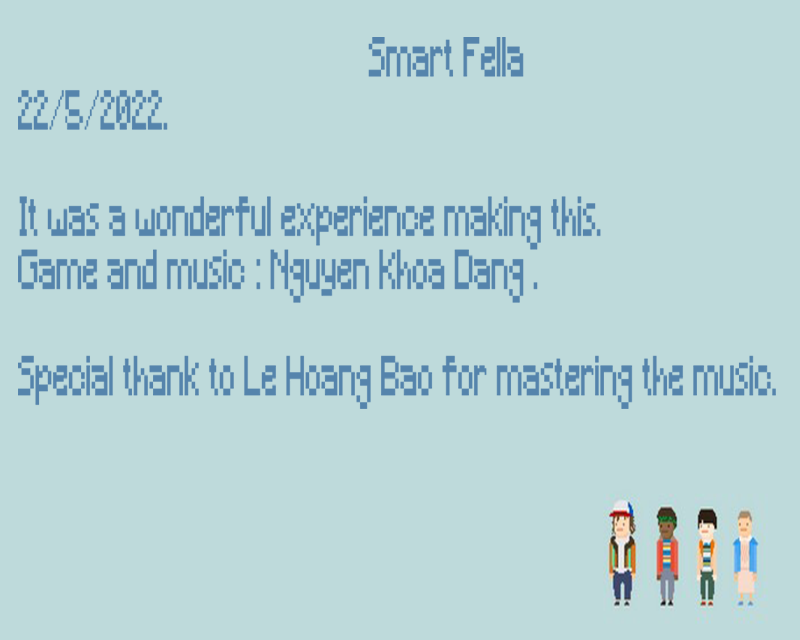 Smart Fella
22/5/2022.
It was a wonderful experience making this.
Game and music : Nguyen Khoa Dang .
Special thank to Le Hoang Bao for mastering the music.